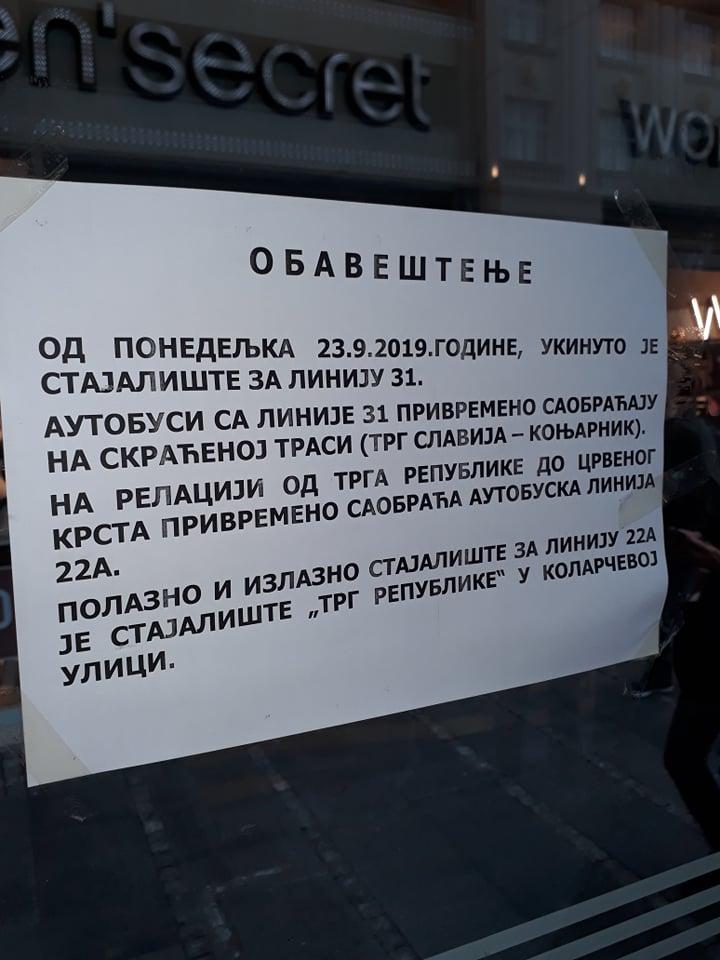 en'secret
wo
W
ОБАВЕШТЕЊЕ
ОД ПОНЕДЕЉКА 23.9.2019.ГОДИНЕ, УКИНУТО ЈЕ
СТАЈАЛИШТЕ ЗА ЛИНИЈУ 31.
АУТОБУСИ СА ЛИНИЈЕ 31 ПРИВРЕМЕНО САОБРАЋАЈУ
НА СКРАЋЕНОЈ ТРАСИ (ТРГ СЛАВИЈА – КОЊАРНИК).
НА РЕЛАЦИЈИ ОД ТРГА РЕПУБЛИКЕ ДО ЦРВЕНОГ
КРСТА ПРИВРЕМЕНО САОБРАЋА АУТОБУСКА ЛИНИЈА
22А.
ПОЛАЗНО И ИЗЛАЗНО СТАЈАЛИШТЕ ЗА ЛИНИЈУ 22А
ЈЕ СТАЈАЛИШТЕ „ТРГ РЕПУБЛИКЕ“ У КОЛАРЧЕВОЈ
УЛИЦИ.